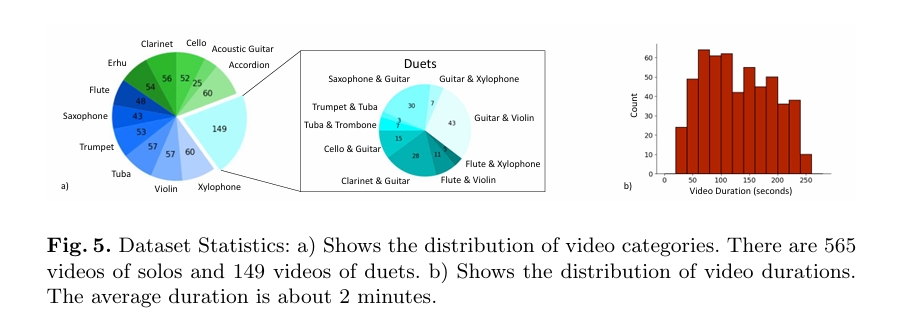 Clarinet
Cello
Acoustic Guitar
Accordion
Erhu
Flute
Saxophone
Trumpet
Tuba
Violin
Xylophone
56
52
25
60
54
48
43
53
57
57
60
149
a)
Duets
Saxophone & Guitar
Guitar & Xylophone
Trumpet & Tuba
Tuba & Trombone
Guitar & Violin
Cello & Guitar
Flute & Xylophone
Clarinet & Guitar
Flute & Violin
30
7
3
43
15
28
11
b)
Count
60
50
40
30
20
10
0
0
50
100
150
200
250
Video Duration (seconds)
Fig. 5. Dataset Statistics: a) Shows the distribution of video categories. There are 565
videos of solos and 149 videos of duets. b) Shows the distribution of video durations.
The average duration is about 2 minutes.